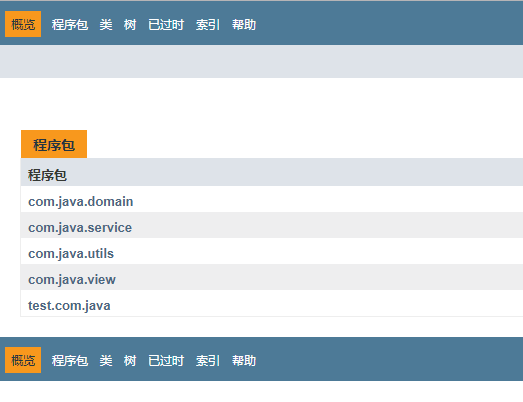 概览 程序包 类 树 已过时 索引 帮助
程序包
程序包
com.java.domain
com.java.service
com.java.utils
com.java.view
test.com.java
概览 程序包 类 树 已过时 索引 帮助